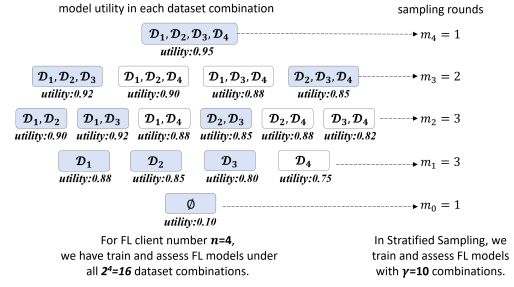 model utility in each dataset combination
sampling rounds
𝓓₁, 𝓓₂, 𝓓₃, 𝓓₄
utility:0.95
m₄ = 1
𝓓₁, 𝓓₂, 𝓓₃ 𝓓₁, 𝓓₂, 𝓓₄ 𝓓₁, 𝓓₃, 𝓓₄ 𝓓₂, 𝓓₃, 𝓓₄
utility:0.92 utility:0.90 utility:0.88 utility:0.85
m₃ = 2
𝓓₁, 𝓓₂ 𝓓₁, 𝓓₃ 𝓓₁, 𝓓₄ 𝓓₂, 𝓓₃ 𝓓₂, 𝓓₄ 𝓓₃, 𝓓₄
utility:0.90 utility:0.92 utility:0.88 utility:0.85 utility:0.88 utility:0.82
m₂ = 3
𝓓₁ 𝓓₂ 𝓓₃ 𝓓₄
utility:0.88 utility:0.85 utility:0.80 utility:0.75
m₁ = 3
∅
utility:0.10
m₀ = 1
For FL client number n=4,
we have train and assess FL models under
all 2⁴=16 dataset combinations.
In Stratified Sampling, we
train and assess FL models
with γ=10 combinations.